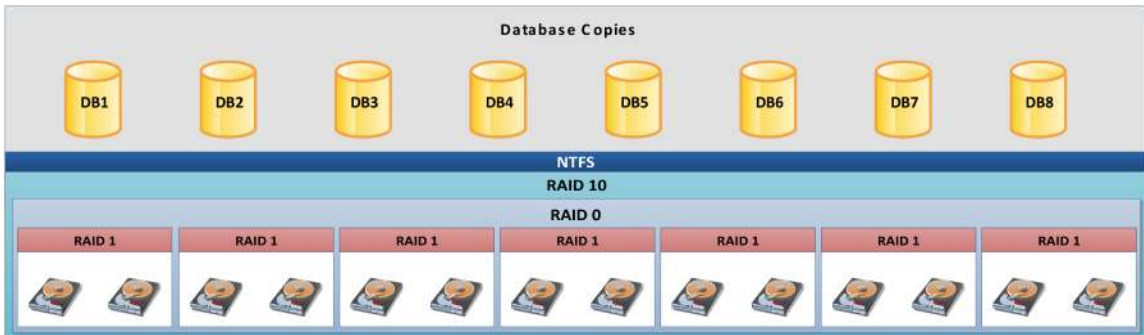 Database Copies
DB1 DB2 DB3 DB4 DB5 DB6 DB7 DB8
NTFS
RAID 10
RAID 0
RAID 1 RAID 1 RAID 1 RAID 1 RAID 1 RAID 1 RAID 1